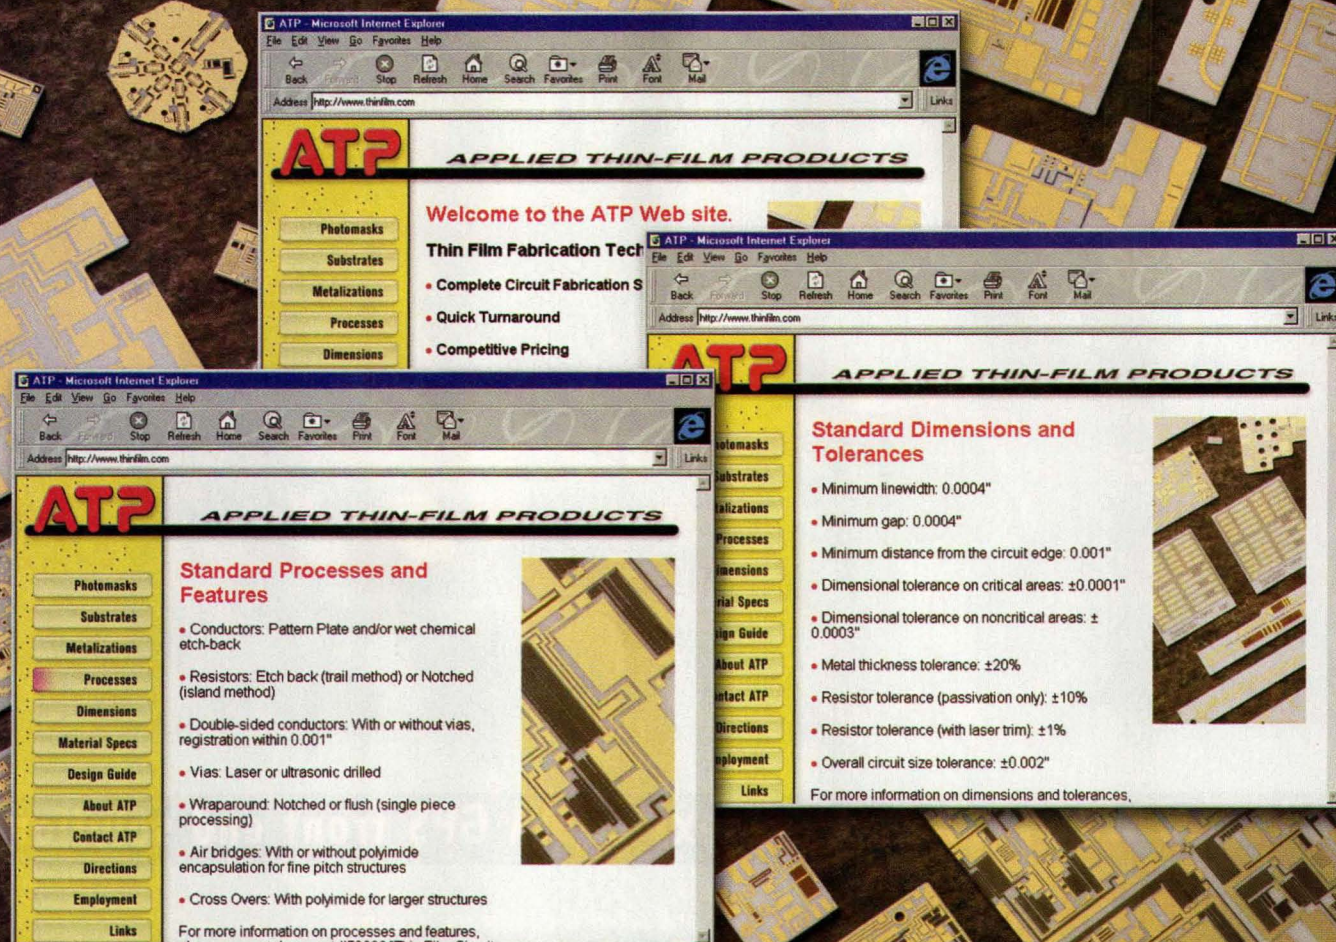 ATP - Microsoft Internet Explorer
File Edit View Go Favorites Help
Back Forward Stop Refresh Home Search Favorites Print Font Mail
Address http://www.thinfilm.com Links
ATP
APPLIED THIN-FILM PRODUCTS
Photomasks
Substrates
Metalizations
Processes
Dimensions
Welcome to the ATP Web site.
Thin Film Fabrication Tech
• Complete Circuit Fabrication S
• Quick Turnaround
• Competitive Pricing
ATP - Microsoft Internet Explorer
File Edit View Go Favorites Help
Back Forward Stop Refresh Home Search Favorites Print Font Mail
Address http://www.thinfilm.com Links
ATP
APPLIED THIN-FILM PRODUCTS
otomasks
Substrates
talizations
Processes
imensions
rial Specs
ign Guide
About ATP
ntact ATP
Directions
mployment
Links
Standard Dimensions and
Tolerances
• Minimum linewidth: 0.0004"
• Minimum gap: 0.0004"
• Minimum distance from the circuit edge: 0.001"
• Dimensional tolerance on critical areas: ±0.0001"
• Dimensional tolerance on noncritical areas: ±
0.0003"
• Metal thickness tolerance: ±20%
• Resistor tolerance (passivation only): ±10%
• Resistor tolerance (with laser trim): ±1%
• Overall circuit size tolerance: ±0.002"
For more information on dimensions and tolerances,
ATP - Microsoft Internet Explorer
File Edit View Go Favorites Help
Back Forward Stop Refresh Home Search Favorites Print Font Mail
Address http://www.thinfilm.com Links
ATP
APPLIED THIN-FILM PRODUCTS
Photomasks
Substrates
Metalizations
Processes
Dimensions
Material Specs
Design Guide
About ATP
Contact ATP
Directions
Employment
Links
Standard Processes and
Features
• Conductors: Pattern Plate and/or wet chemical
etch-back
• Resistors: Etch back (trail method) or Notched
(island method)
• Double-sided conductors: With or without vias,
registration within 0.001"
• Vias: Laser or ultrasonic drilled
• Wraparound: Notched or flush (single piece
processing)
• Air bridges: With or without polyimide
encapsulation for fine pitch structures
• Cross Overs: With polyimide for larger structures
For more information on processes and features,